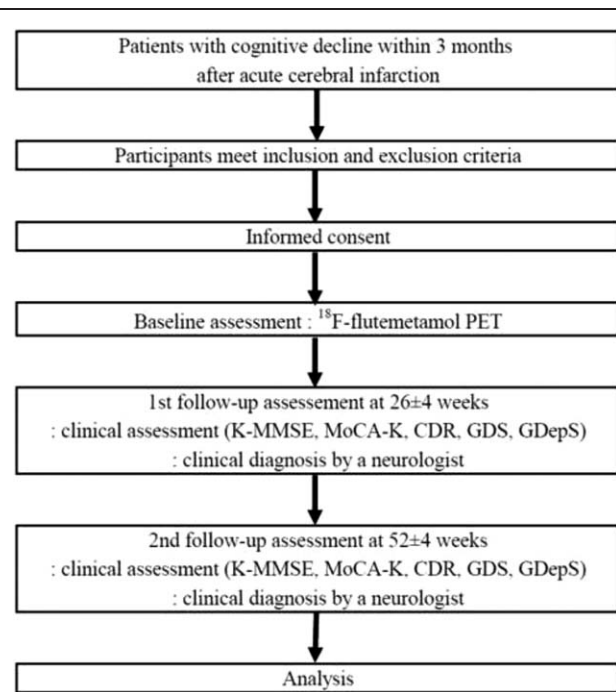 Patients with cognitive decline within 3 months
after acute cerebral infarction
Participants meet inclusion and exclusion criteria
Informed consent
Baseline assessment : ¹⁸F-flutemetamol PET
1st follow-up assessement at 26±4 weeks
: clinical assessment (K-MMSE, MoCA-K, CDR, GDS, GDepS)
: clinical diagnosis by a neurologist
2nd follow-up assessment at 52±4 weeks
: clinical assessment (K-MMSE, MoCA-K, CDR, GDS, GDepS)
: clinical diagnosis by a neurologist
Analysis